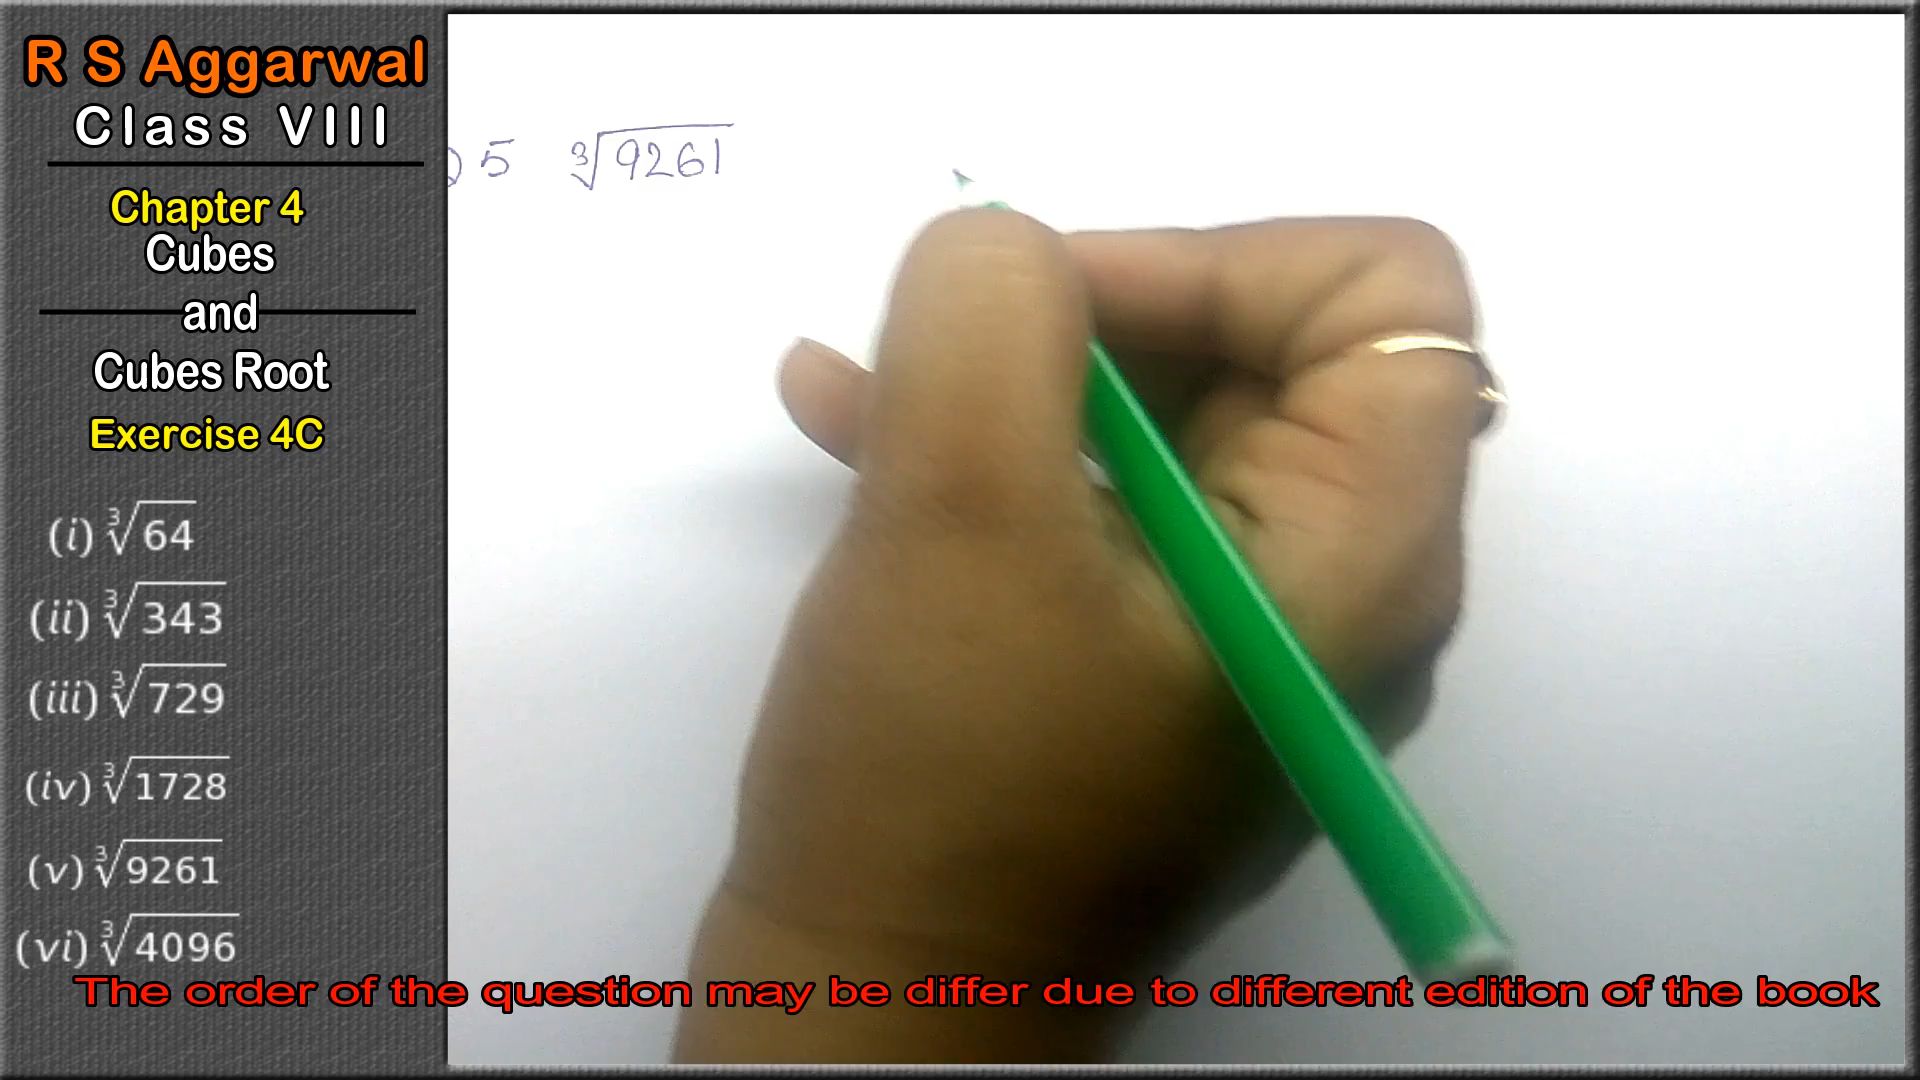 R S Aggarwal
Class VIII
Chapter 4
Cubes
and
Cubes Root
Exercise 4C
(i) ∛64
(ii) ∛343
(iii) ∛729
(iv) ∛1728
(v) ∛9261
(vi) ∛4096
5 ∛9261
The order of the question may be differ due to different edition of the book